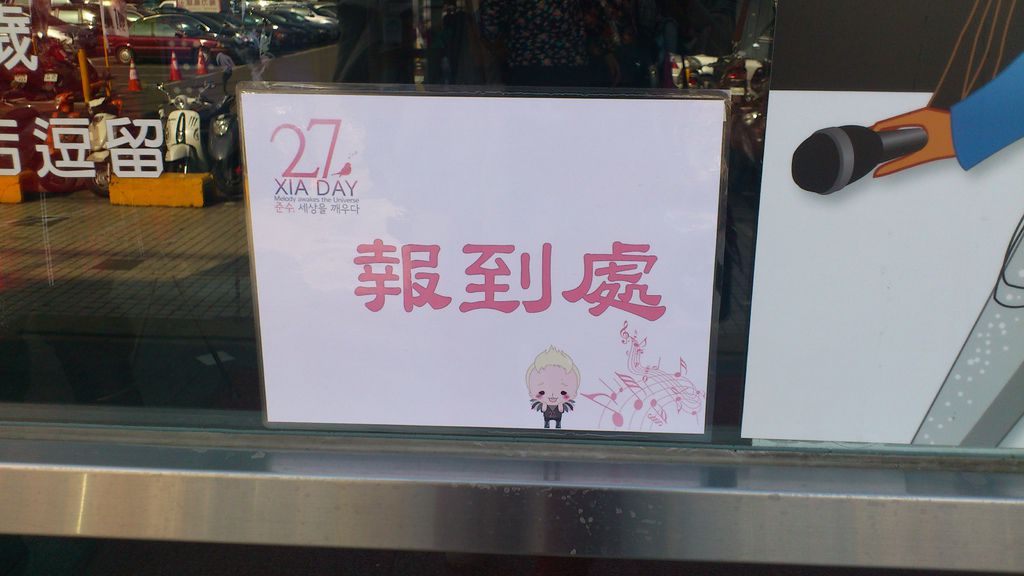 歲
逗留
27
XIA DAY
Melody awakes the Universe
준수, 세상을 깨우다
報到處